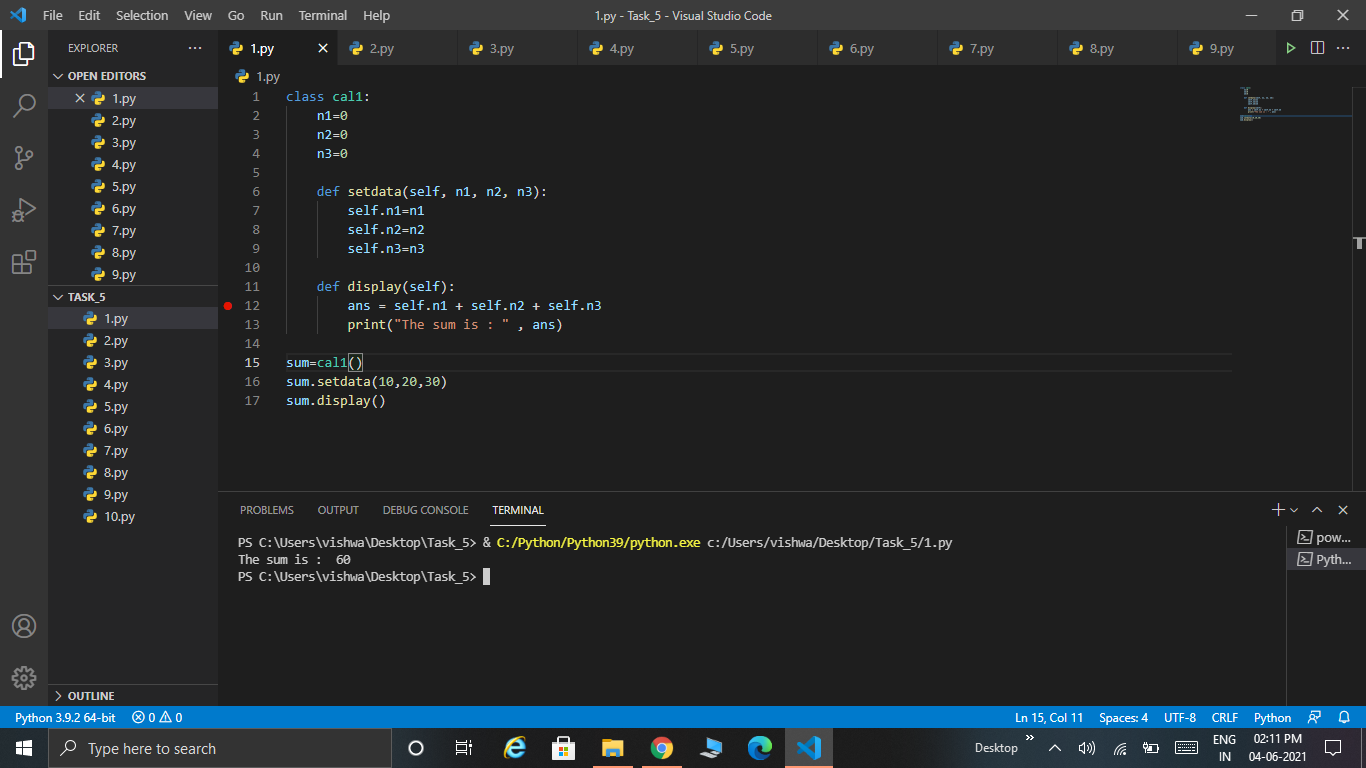 File Edit Selection View Go Run Terminal Help
1.py - Task_5 - Visual Studio Code
EXPLORER
OPEN EDITORS
1.py
2.py
3.py
4.py
5.py
6.py
7.py
8.py
9.py
TASK_5
1.py
2.py
3.py
4.py
5.py
6.py
7.py
8.py
9.py
10.py
OUTLINE
1.py 2.py 3.py 4.py 5.py 6.py 7.py 8.py 9.py
1.py
1 class cal1:
2     n1=0
3     n2=0
4     n3=0
5
6     def setdata(self, n1, n2, n3):
7         self.n1=n1
8         self.n2=n2
9         self.n3=n3
10
11     def display(self):
12         ans = self.n1 + self.n2 + self.n3
13         print("The sum is : " , ans)
14
15 sum=cal1()
16 sum.setdata(10,20,30)
17 sum.display()
PROBLEMS OUTPUT DEBUG CONSOLE TERMINAL
PS C:\Users\vishwa\Desktop\Task_5> & C:/Python/Python39/python.exe c:/Users/vishwa/Desktop/Task_5/1.py
The sum is :  60
PS C:\Users\vishwa\Desktop\Task_5>
pow...
Pyth...
Python 3.9.2 64-bit 0 0
Ln 15, Col 11 Spaces: 4 UTF-8 CRLF Python
Type here to search
Desktop
ENG
IN
02:11 PM
04-06-2021